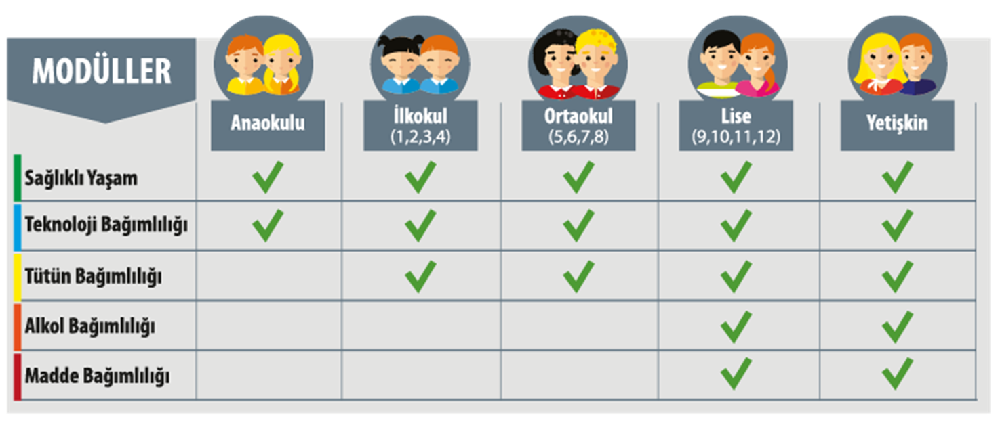 MODÜLLER
Anaokulu
İlkokul
(1,2,3,4)
Ortaokul
(5,6,7,8)
Lise
(9,10,11,12)
Yetişkin
Sağlıklı Yaşam
Teknoloji Bağımlılığı
Tütün Bağımlılığı
Alkol Bağımlılığı
Madde Bağımlılığı